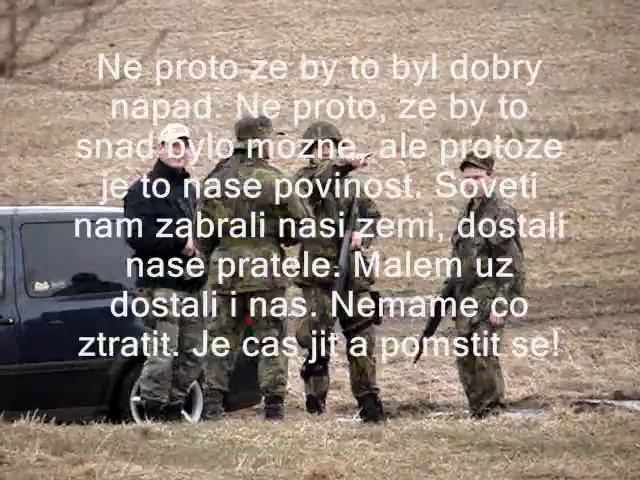 Ne proto ze by to byl dobry
napad. Ne proto, ze by to
snad bylo mozne, ale protoze
je to nase povinost. Soveti
nam zabrali nasi zemi, dostali
nase pratele. Malem uz
dostali i nas. Nemame co
ztratit. Je cas jit a pomstit se!